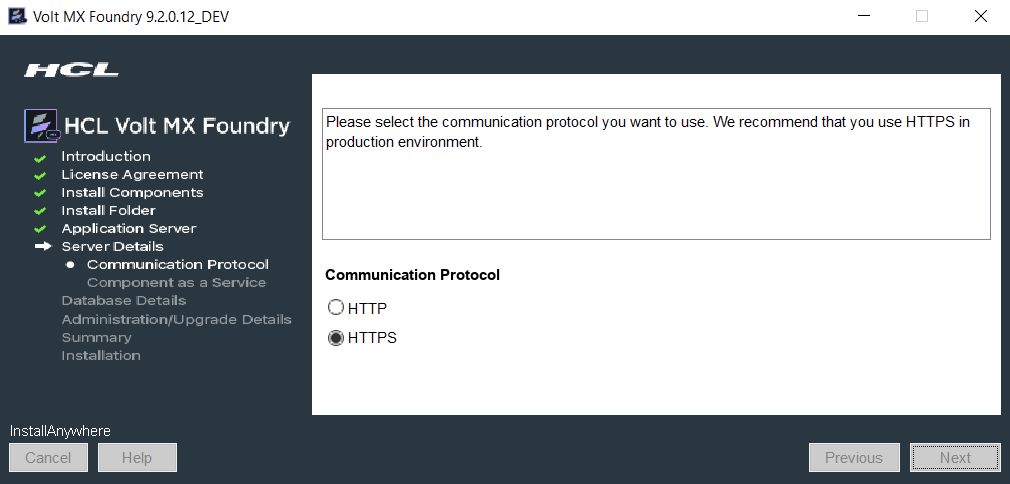 Volt MX Foundry 9.2.0.12_DEV
HCL
HCL Volt MX Foundry
Introduction
License Agreement
Install Components
Install Folder
Application Server
Server Details
Communication Protocol
Component as a Service
Database Details
Administration/Upgrade Details
Summary
Installation
Please select the communication protocol you want to use. We recommend that you use HTTPS in
production environment.
Communication Protocol
HTTP
HTTPS
InstallAnywhere
Cancel
Help
Previous
Next